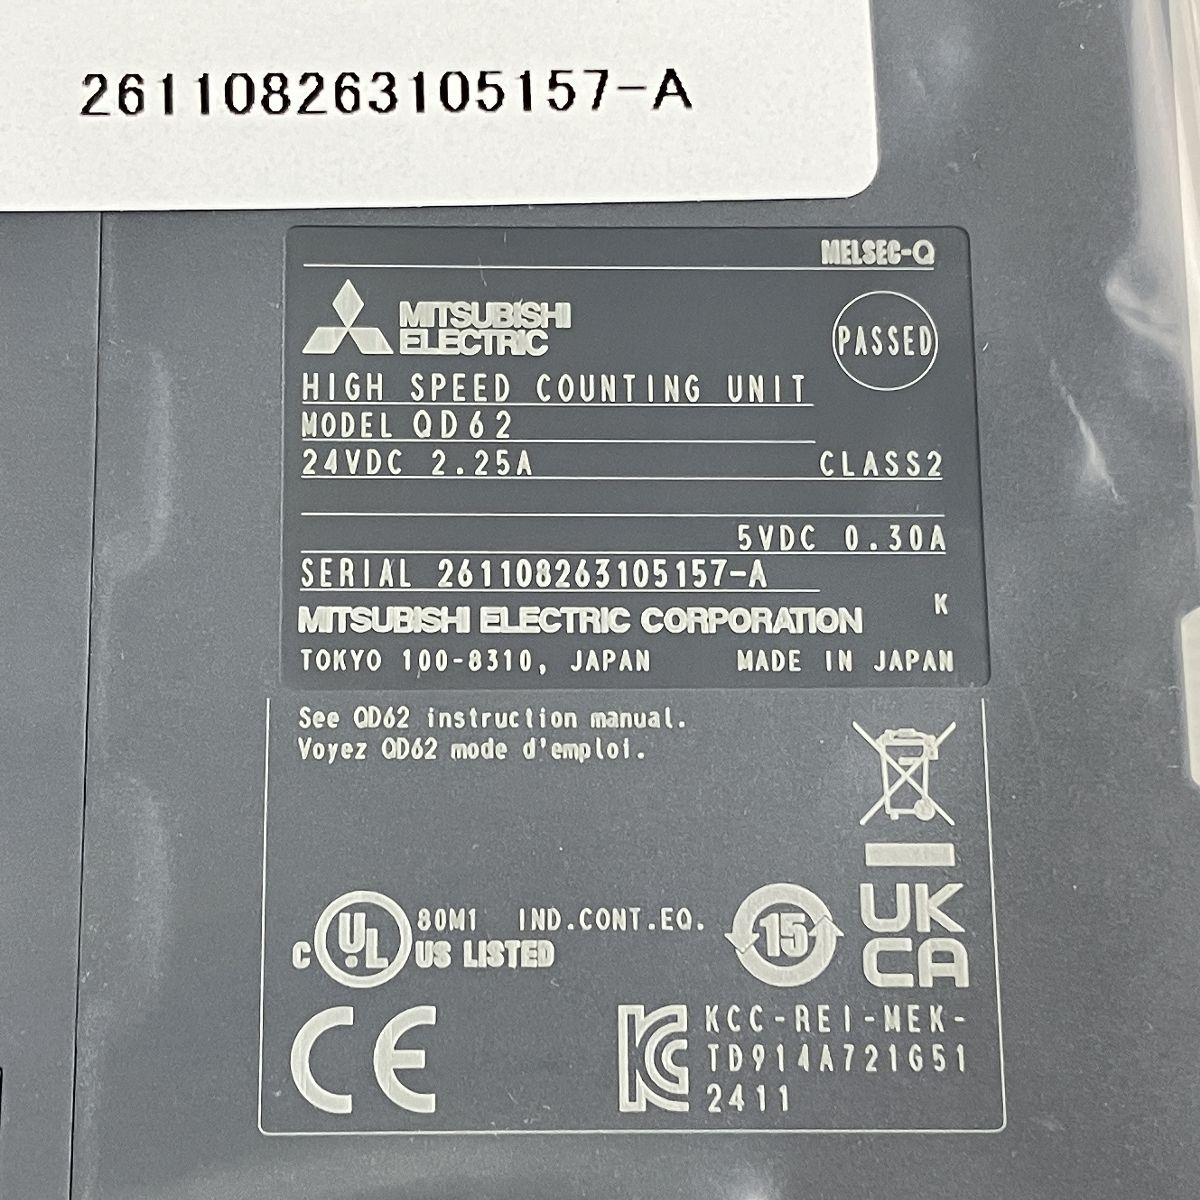 261108263105157-A
MELSEC-Q
MITSUBISHI
ELECTRIC
PASSED
HIGH SPEED COUNTING UNIT
MODEL QD62
24VDC 2.25A CLASS2
5VDC 0.30A
SERIAL 261108263105157-A
K
MITSUBISHI ELECTRIC CORPORATION
TOKYO 100-8310, JAPAN MADE IN JAPAN
See QD62 instruction manual.
Voyez QD62 mode d'emploi.
C UL US LISTED
80M1 IND.CONT.EQ.
15
UK
CA
CE
KC
KCC-REI-MEK-
TD914A721G51
2411